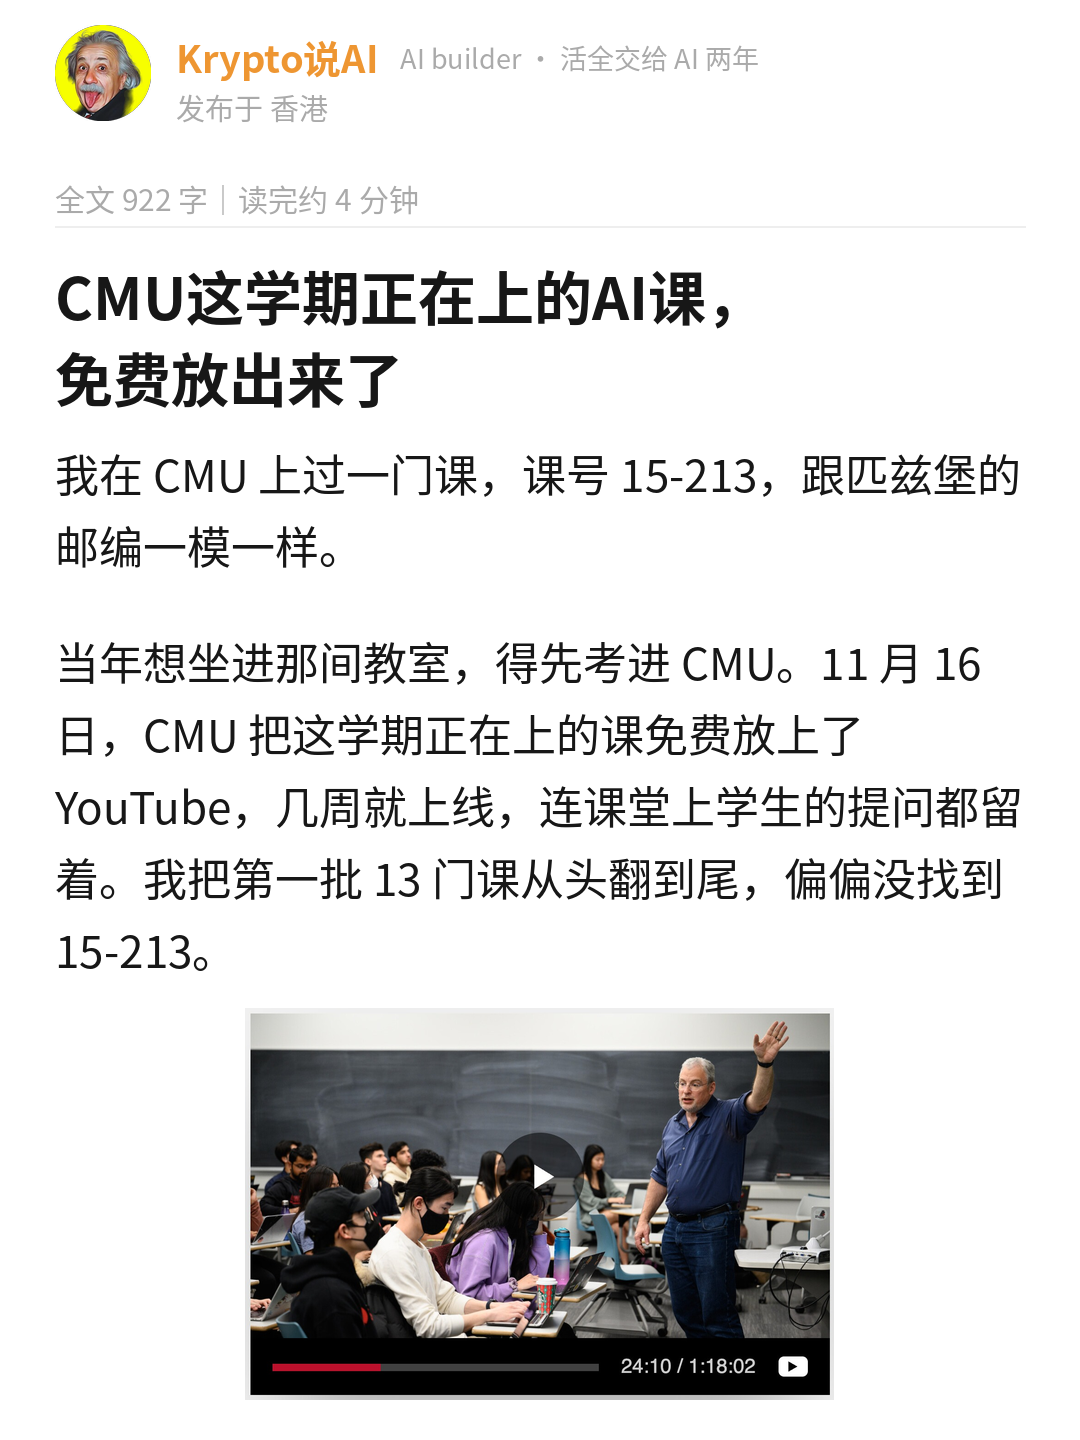 Krypto说AI AI builder · 活全交给 AI 两年
发布于 香港
全文 922 字｜读完约 4 分钟
CMU这学期正在上的AI课，
免费放出来了
我在 CMU 上过一门课，课号 15-213，跟匹兹堡的
邮编一模一样。
当年想坐进那间教室，得先考进 CMU。11 月 16
日，CMU 把这学期正在上的课免费放上了
YouTube，几周就上线，连课堂上学生的提问都留
着。我把第一批 13 门课从头翻到尾，偏偏没找到
15-213。
24:10 / 1:18:02